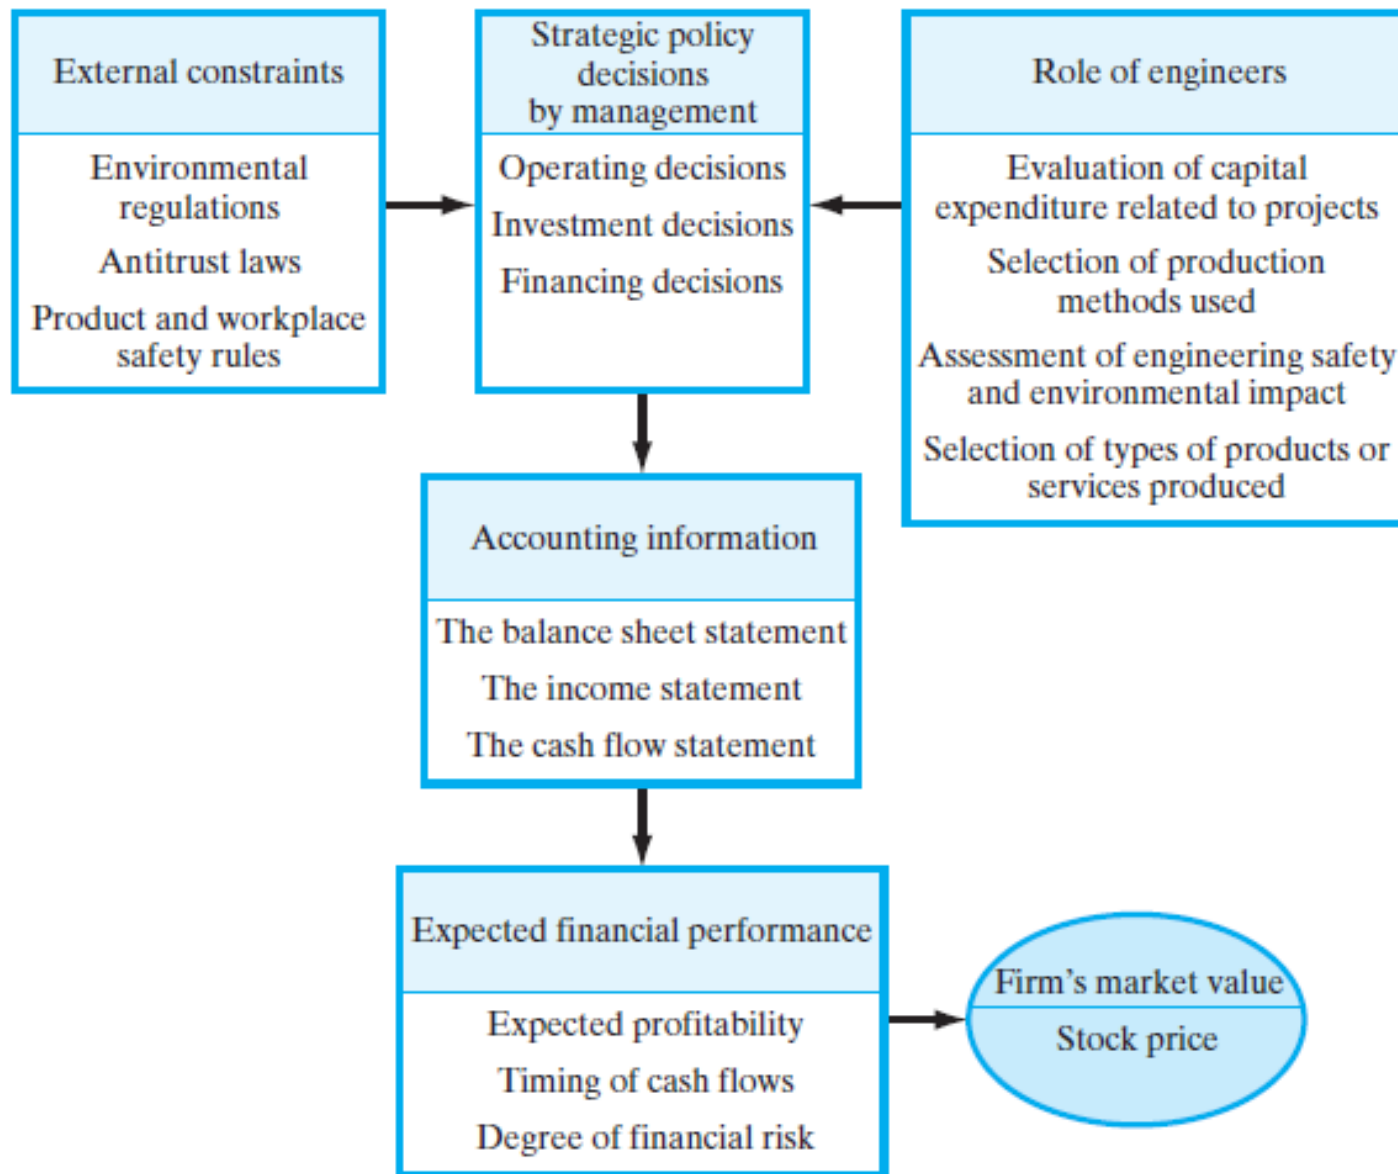 External constraints
Environmental
regulations
Antitrust laws
Product and workplace
safety rules
Strategic policy
decisions
by management
Operating decisions
Investment decisions
Financing decisions
Role of engineers
Evaluation of capital
expenditure related to projects
Selection of production
methods used
Assessment of engineering safety
and environmental impact
Selection of types of products or
services produced
Accounting information
The balance sheet statement
The income statement
The cash flow statement
Expected financial performance
Expected profitability
Timing of cash flows
Degree of financial risk
Firm’s market value
Stock price